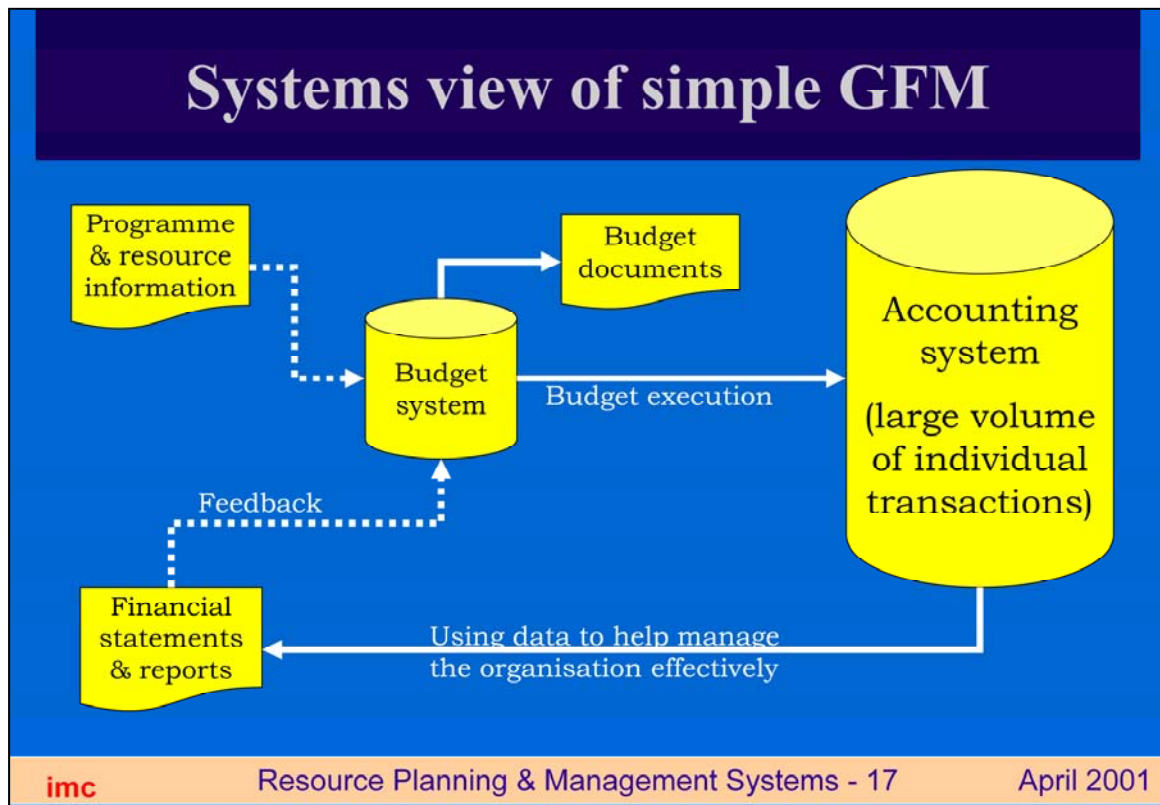 Systems view of simple GFM
Programme
& resource
information
Budget
documents
Budget
system
Budget execution
Accounting
system
(large volume
of individual
transactions)
Feedback
Financial
statements
& reports
Using data to help manage
the organisation effectively
imc
Resource Planning & Management Systems - 17
April 2001